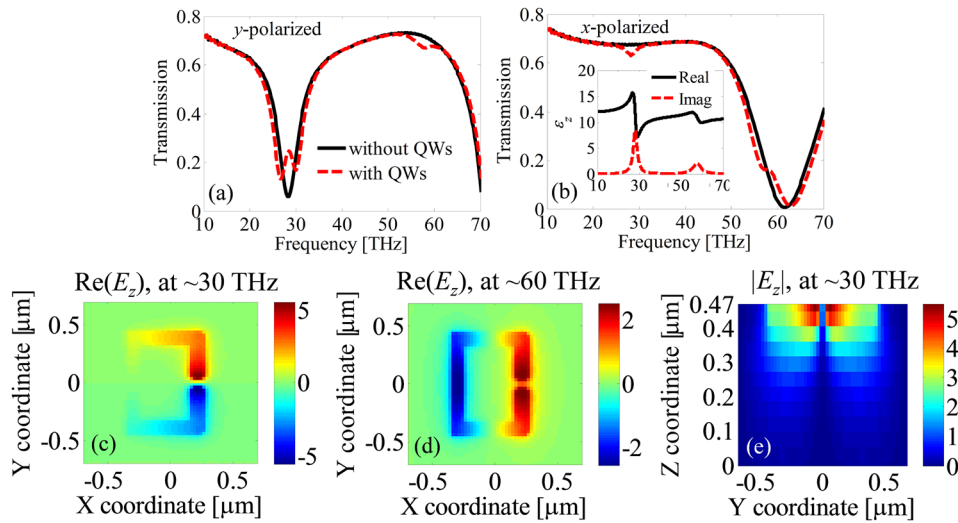 y-polarized
0.8
0.6
0.4
0.2
0
Transmission
without QWs
with QWs
(a)
10 20 30 40 50 60 70
Frequency [THz]
x-polarized
0.8
0.6
0.4
0.2
0
Transmission
20
15
10
5
0
εz
Real
Imag
10 30 50 70
(b)
10 20 30 40 50 60 70
Frequency [THz]
Re(Ez), at ~30 THz
0.5
0
-0.5
Y coordinate [μm]
(c)
-0.5 0 0.5
X coordinate [μm]
5
0
-5
Re(Ez), at ~60 THz
0.5
0
-0.5
Y coordinate [μm]
(d)
-0.5 0 0.5
X coordinate [μm]
2
0
-2
|Ez|, at ~30 THz
0.47
0.4
0.3
0.2
0.1
0
Z coordinate [μm]
(e)
-0.5 0 0.5
Y coordinate [μm]
5
4
3
2
1
0